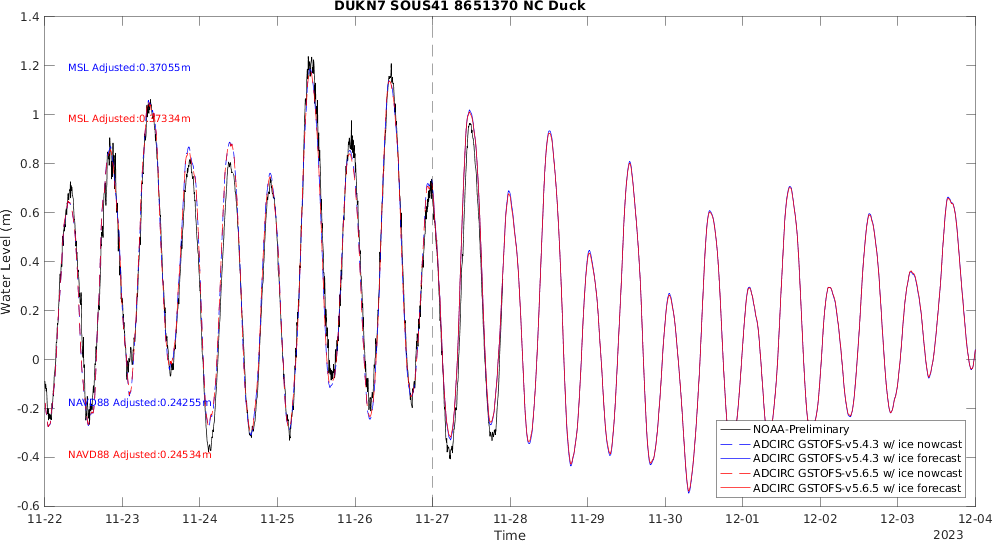 DUKN7 SOUS41 8651370 NC Duck
1.4
1.2
1
0.8
0.6
0.4
0.2
0
-0.2
-0.4
-0.6
Water Level (m)
MSL Adjusted:0.37055m
MSL Adjusted:0.37334m
NAVD88 Adjusted:0.24255m
NAVD88 Adjusted:0.24534m
NOAA-Preliminary
ADCIRC GSTOFS-v5.4.3 w/ ice nowcast
ADCIRC GSTOFS-v5.4.3 w/ ice forecast
ADCIRC GSTOFS-v5.6.5 w/ ice nowcast
ADCIRC GSTOFS-v5.6.5 w/ ice forecast
11-22 11-23 11-24 11-25 11-26 11-27 11-28 11-29 11-30 12-01 12-02 12-03 12-04
Time
2023